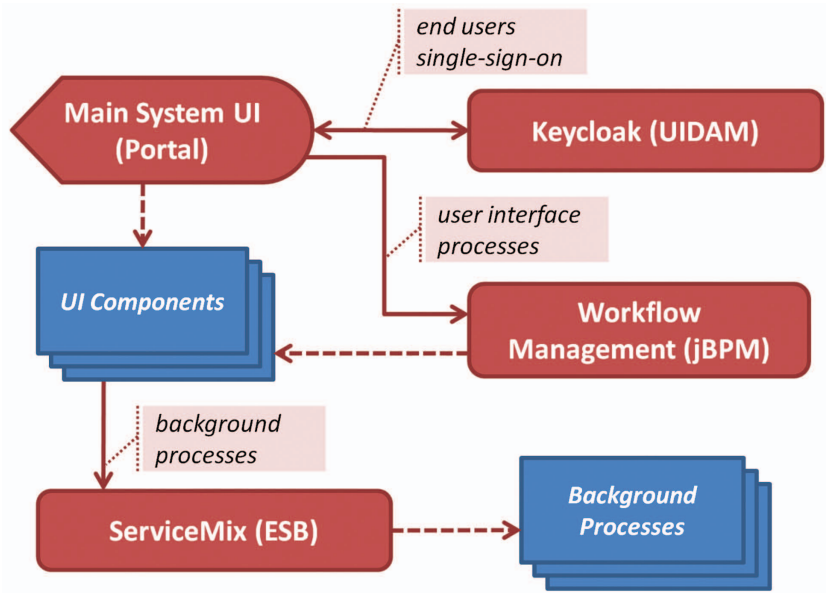 end users
single-sign-on
Main System UI
(Portal)
Keycloak (UIDAM)
user interface
processes
UI Components
Workflow
Management (jBPM)
background
processes
Background
Processes
ServiceMix (ESB)